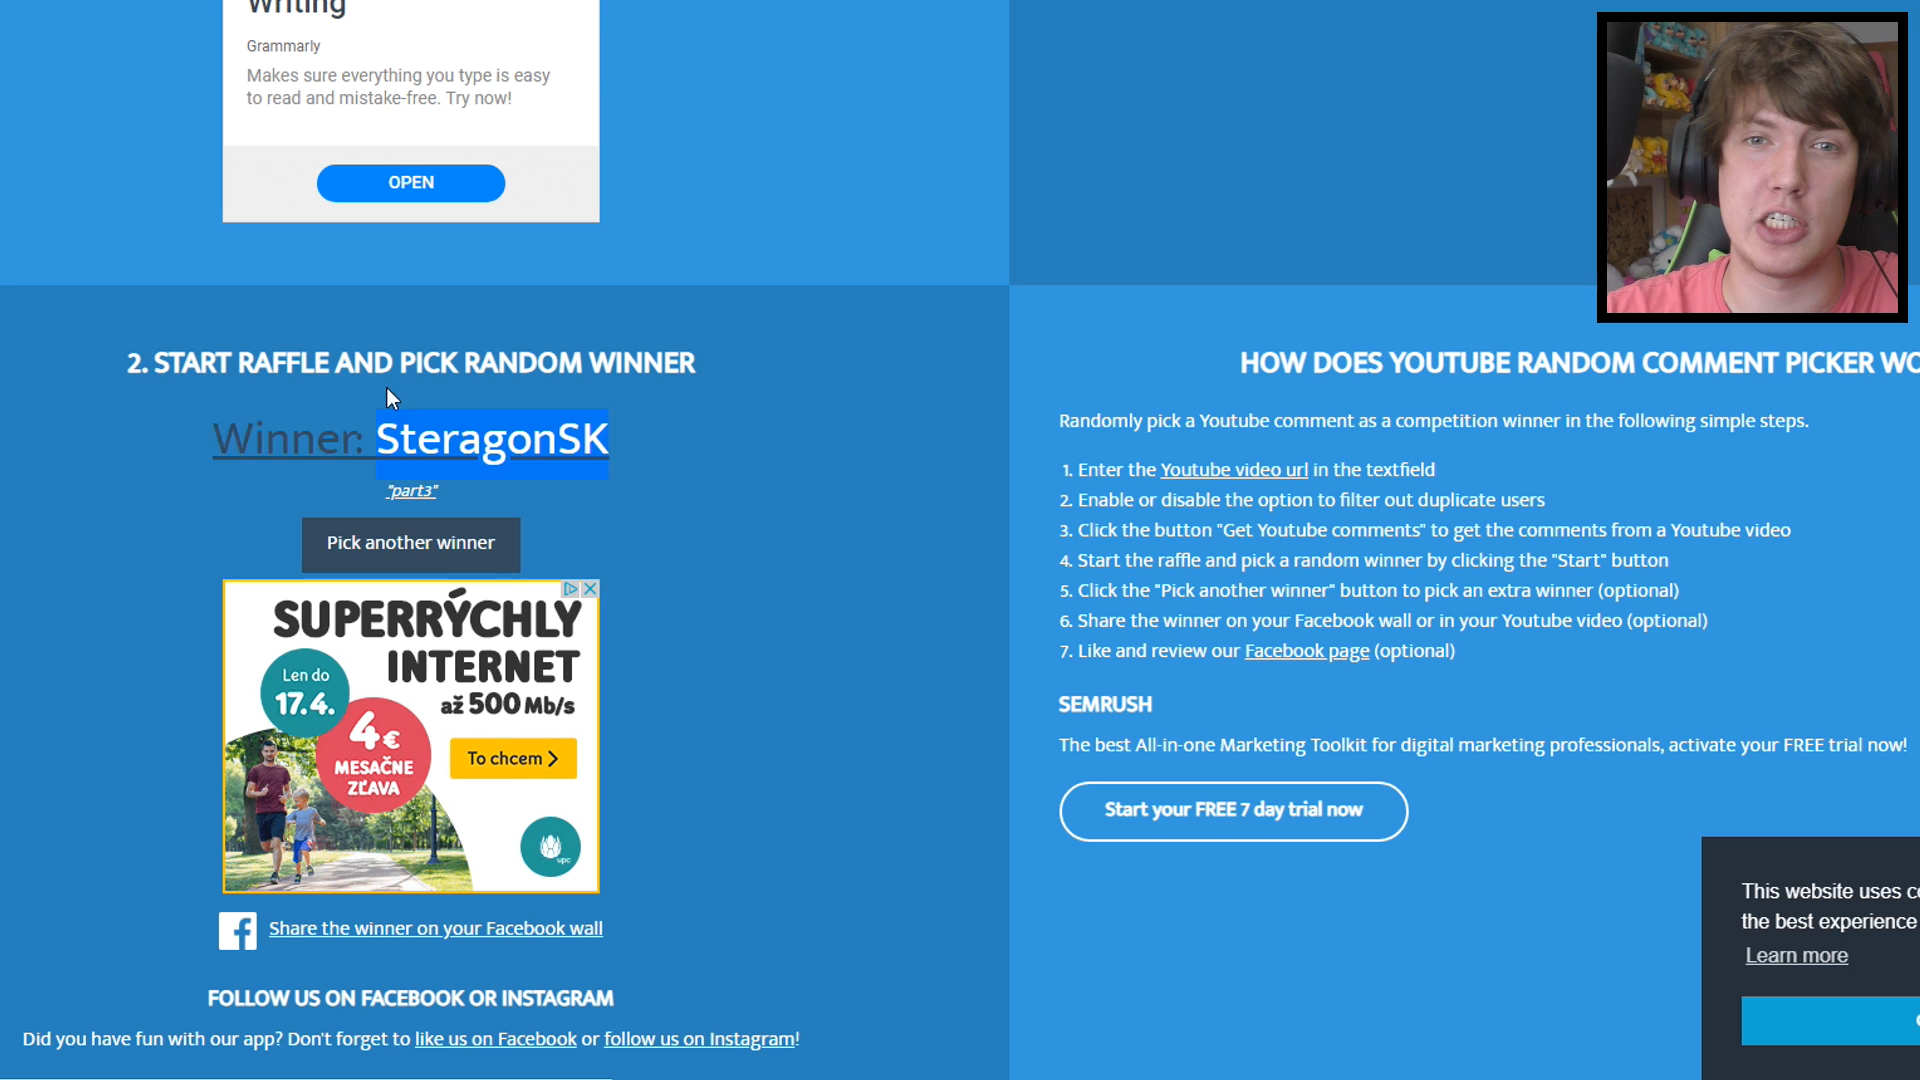 Writing
Grammarly
Makes sure everything you type is easy
to read and mistake-free. Try now!
OPEN
2. START RAFFLE AND PICK RANDOM WINNER
Winner: SteragonSK
"part3"
Pick another winner
SUPERRÝCHLY
INTERNET
až 500 Mb/s
Len do
17.4.
4€
MESAČNE
ZĽAVA
To chcem
upc
Share the winner on your Facebook wall
FOLLOW US ON FACEBOOK OR INSTAGRAM
Did you have fun with our app? Don't forget to like us on Facebook or follow us on Instagram!
HOW DOES YOUTUBE RANDOM COMMENT PICKER WO
Randomly pick a Youtube comment as a competition winner in the following simple steps.
1. Enter the Youtube video url in the textfield
2. Enable or disable the option to filter out duplicate users
3. Click the button "Get Youtube comments" to get the comments from a Youtube video
4. Start the raffle and pick a random winner by clicking the "Start" button
5. Click the "Pick another winner" button to pick an extra winner (optional)
6. Share the winner on your Facebook wall or in your Youtube video (optional)
7. Like and review our Facebook page (optional)
SEMRUSH
The best All-in-one Marketing Toolkit for digital marketing professionals, activate your FREE trial now!
Start your FREE 7 day trial now
This website uses co
the best experience
Learn more